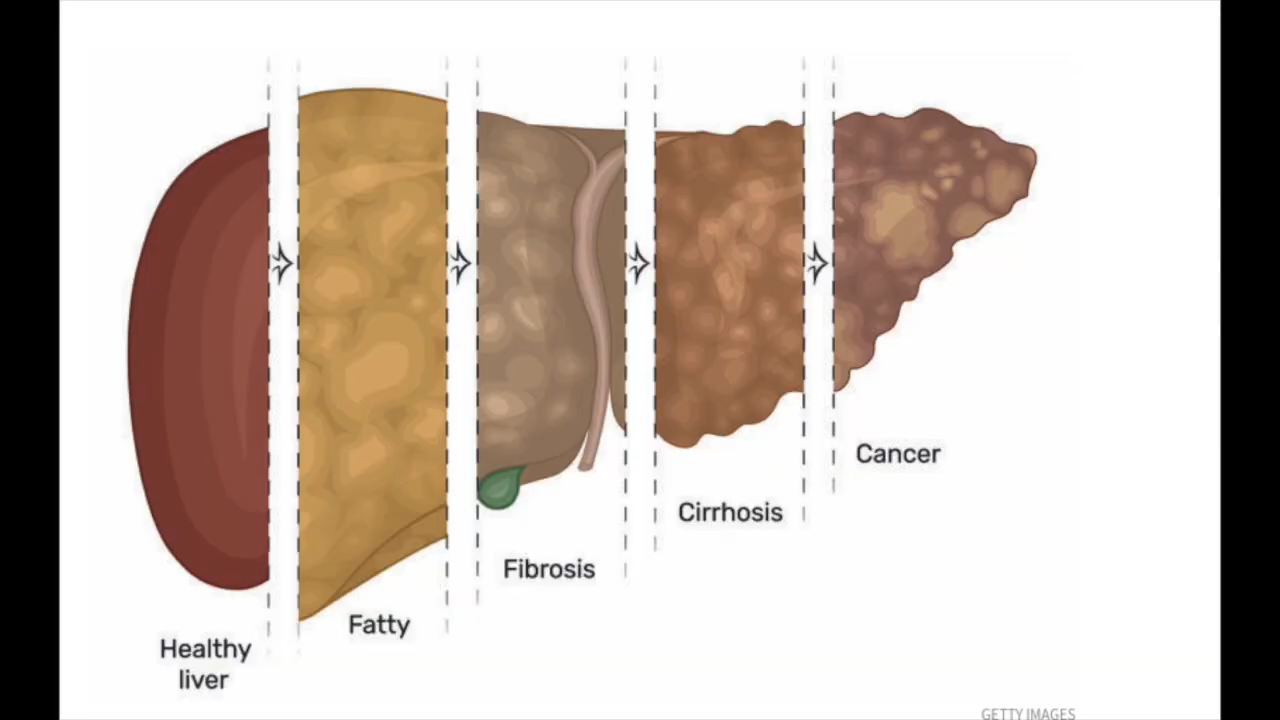 Healthy
liver
Fatty
Fibrosis
Cirrhosis
Cancer
GETTY IMAGES